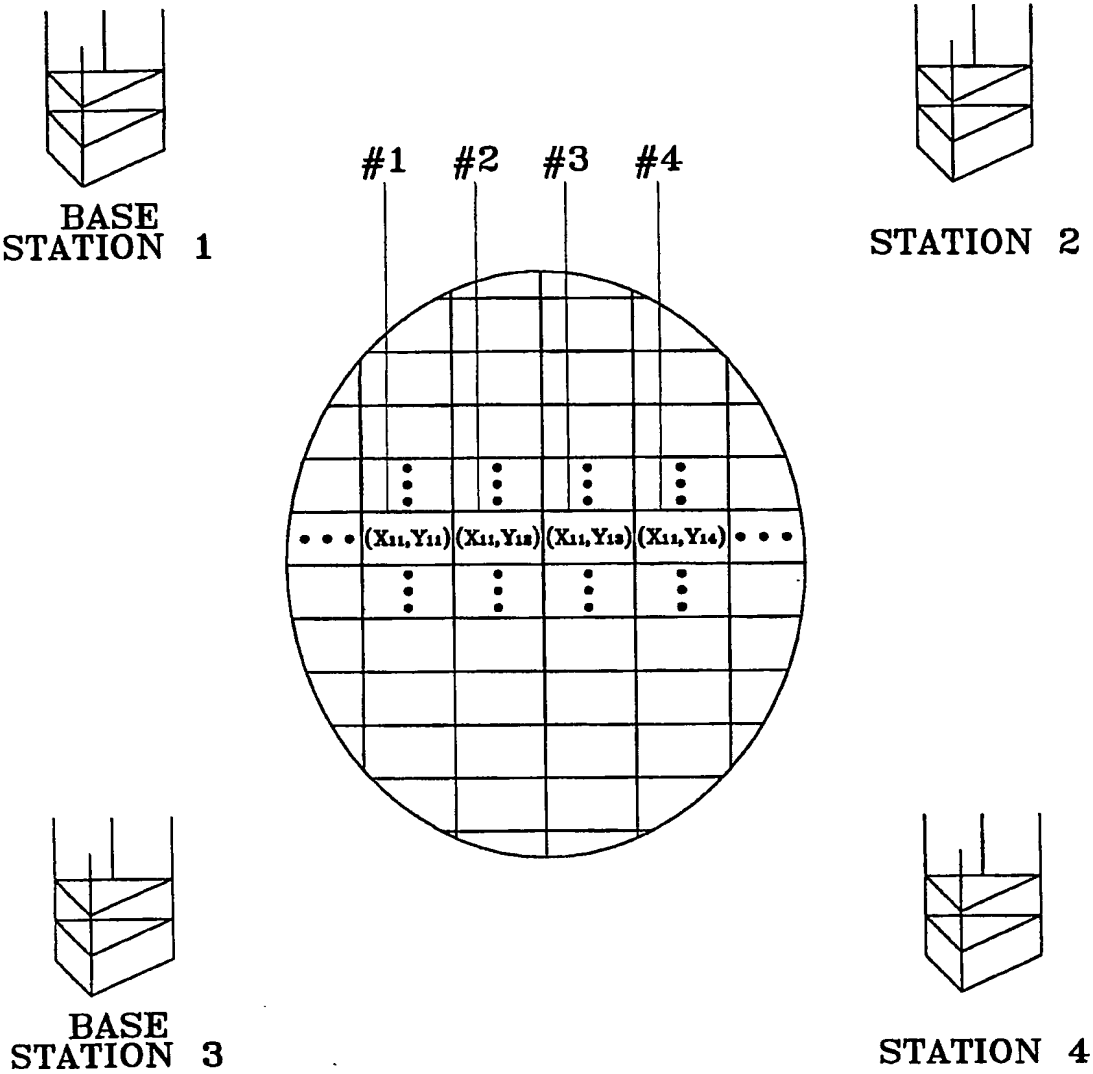 #1 #2 #3 #4
BASE
STATION 1
STATION 2
(X11,Y11) (X11,Y12) (X11,Y13) (X11,Y14)
BASE
STATION 3
STATION 4